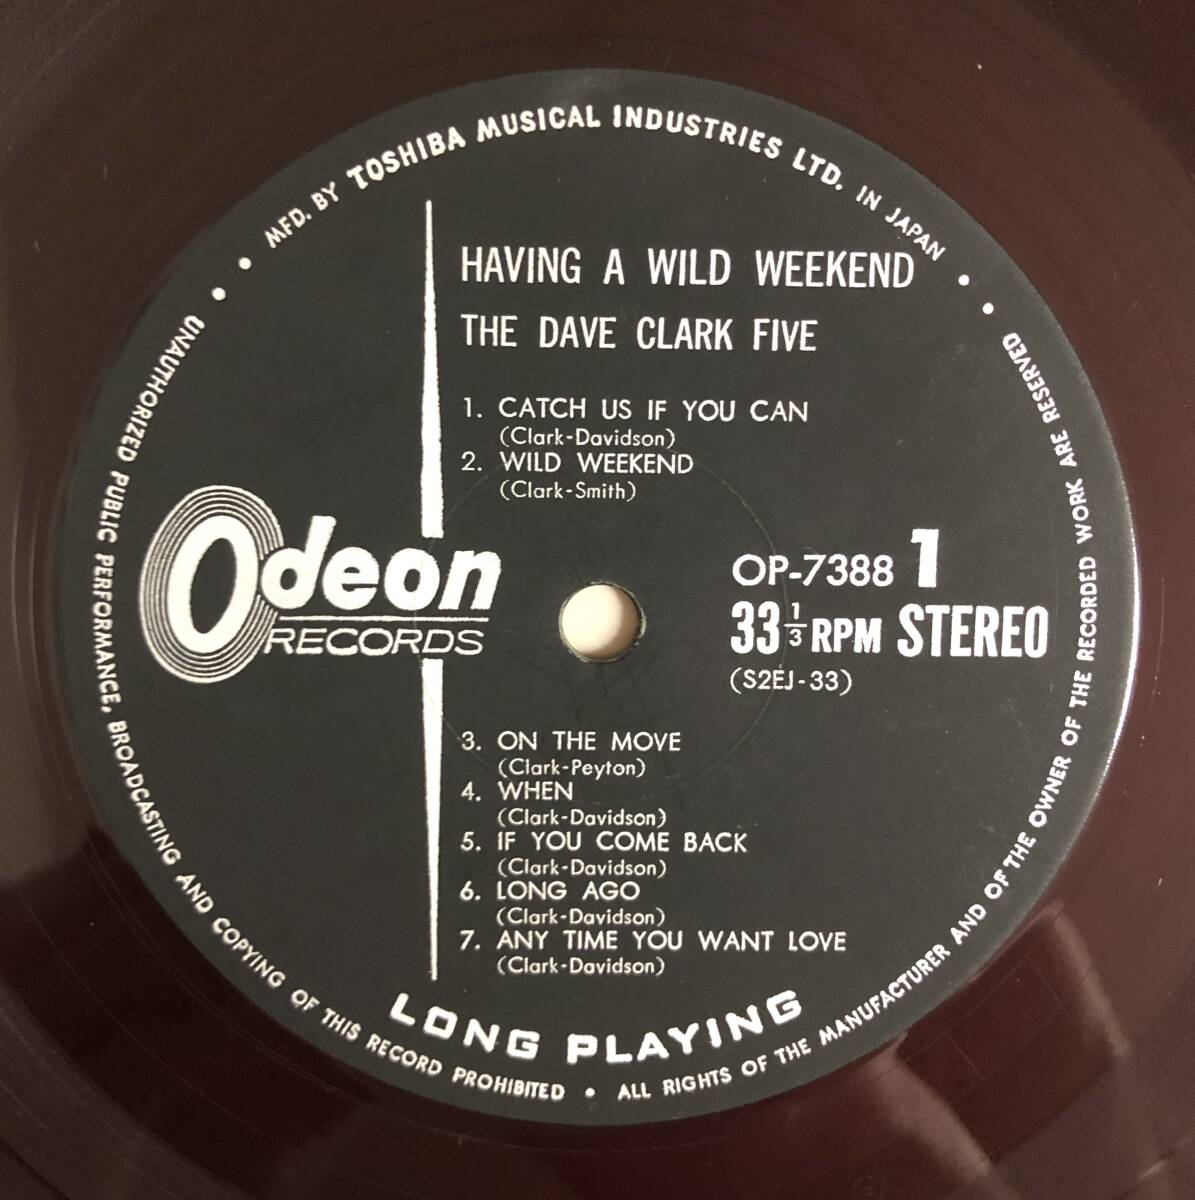 MFD. BY TOSHIBA MUSICAL INDUSTRIES LTD. IN JAPAN
HAVING A WILD WEEKEND
THE DAVE CLARK FIVE
1. CATCH US IF YOU CAN
(Clark-Davidson)
2. WILD WEEKEND
(Clark-Smith)
Odeon
RECORDS
OP-7388 1
33 1/3 RPM STEREO
(S2EJ-33)
3. ON THE MOVE
(Clark-Peyton)
4. WHEN
(Clark-Davidson)
5. IF YOU COME BACK
(Clark-Davidson)
6. LONG AGO
(Clark-Davidson)
7. ANY TIME YOU WANT LOVE
(Clark-Davidson)
LONG PLAYING
• UNAUTHORIZED PUBLIC PERFORMANCE, BROADCASTING AND COPYING OF THIS RECORD PROHIBITED • ALL RIGHTS OF THE MANUFACTURER AND OF THE OWNER OF THE RECORDED WORK ARE RESERVED •